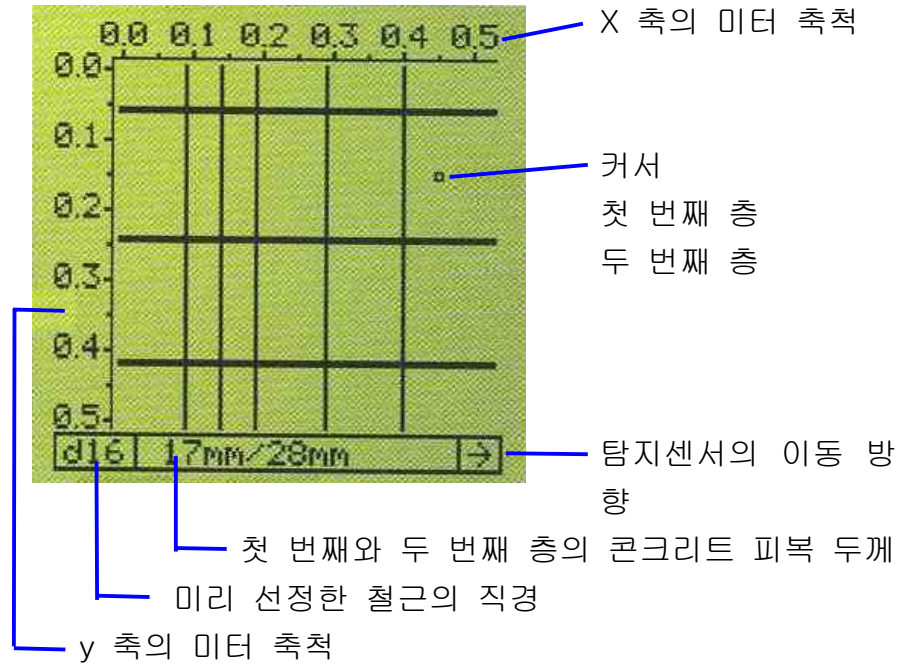 X 축의 미터 축척
0.0 0.1 0.2 0.3 0.4 0.5
0.0
0.1
커서
첫 번째 층
0.2
두 번째 층
0.3
0.4
0.5
d16 17mm/28mm →
탐지센서의 이동 방
향
첫 번째와 두 번째 층의 콘크리트 피복 두께
미리 선정한 철근의 직경
y 축의 미터 축척